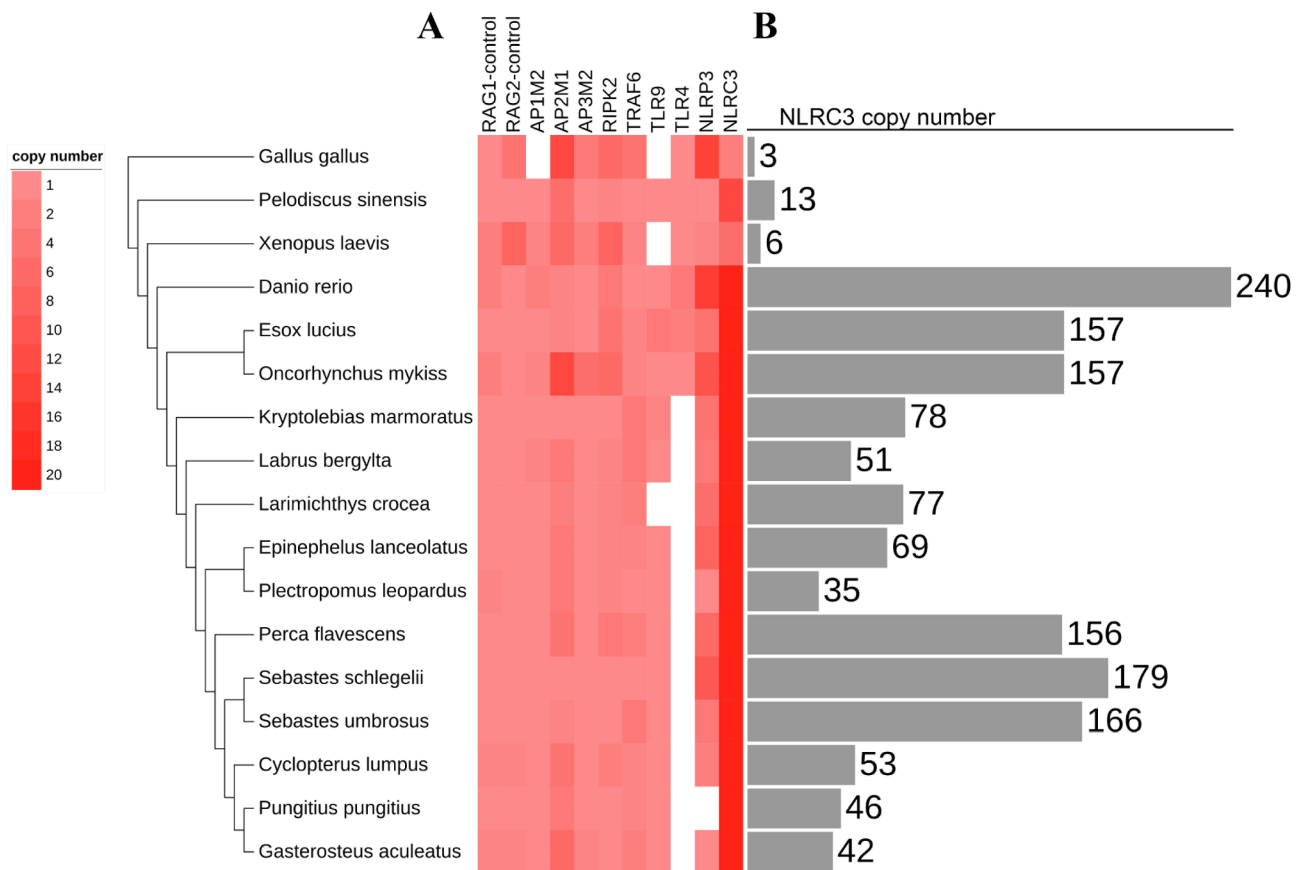 A
B
RAG1-control
RAG2-control
AP1M2
AP2M1
AP3M2
RIPK2
TRAF6
TLR9
TLR4
NLRP3
NLRC3
NLRC3 copy number
copy number
1
2
4
6
8
10
12
14
16
18
20
Gallus gallus
3
Pelodiscus sinensis
13
Xenopus laevis
6
Danio rerio
240
Esox lucius
157
Oncorhynchus mykiss
157
Kryptolebias marmoratus
78
Labrus bergylta
51
Larimichthys crocea
77
Epinephelus lanceolatus
69
Plectropomus leopardus
35
Perca flavescens
156
Sebastes schlegelii
179
Sebastes umbrosus
166
Cyclopterus lumpus
53
Pungitius pungitius
46
Gasterosteus aculeatus
42